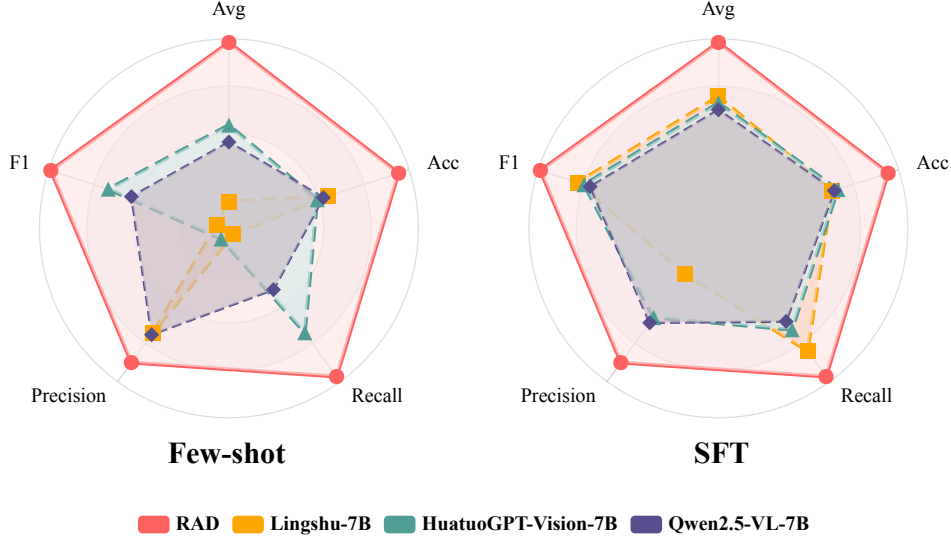 Avg
Avg
F1
Acc
F1
Acc
Precision
Recall
Precision
Recall
Few-shot
SFT
RAD
Lingshu-7B
HuatuoGPT-Vision-7B
Qwen2.5-VL-7B